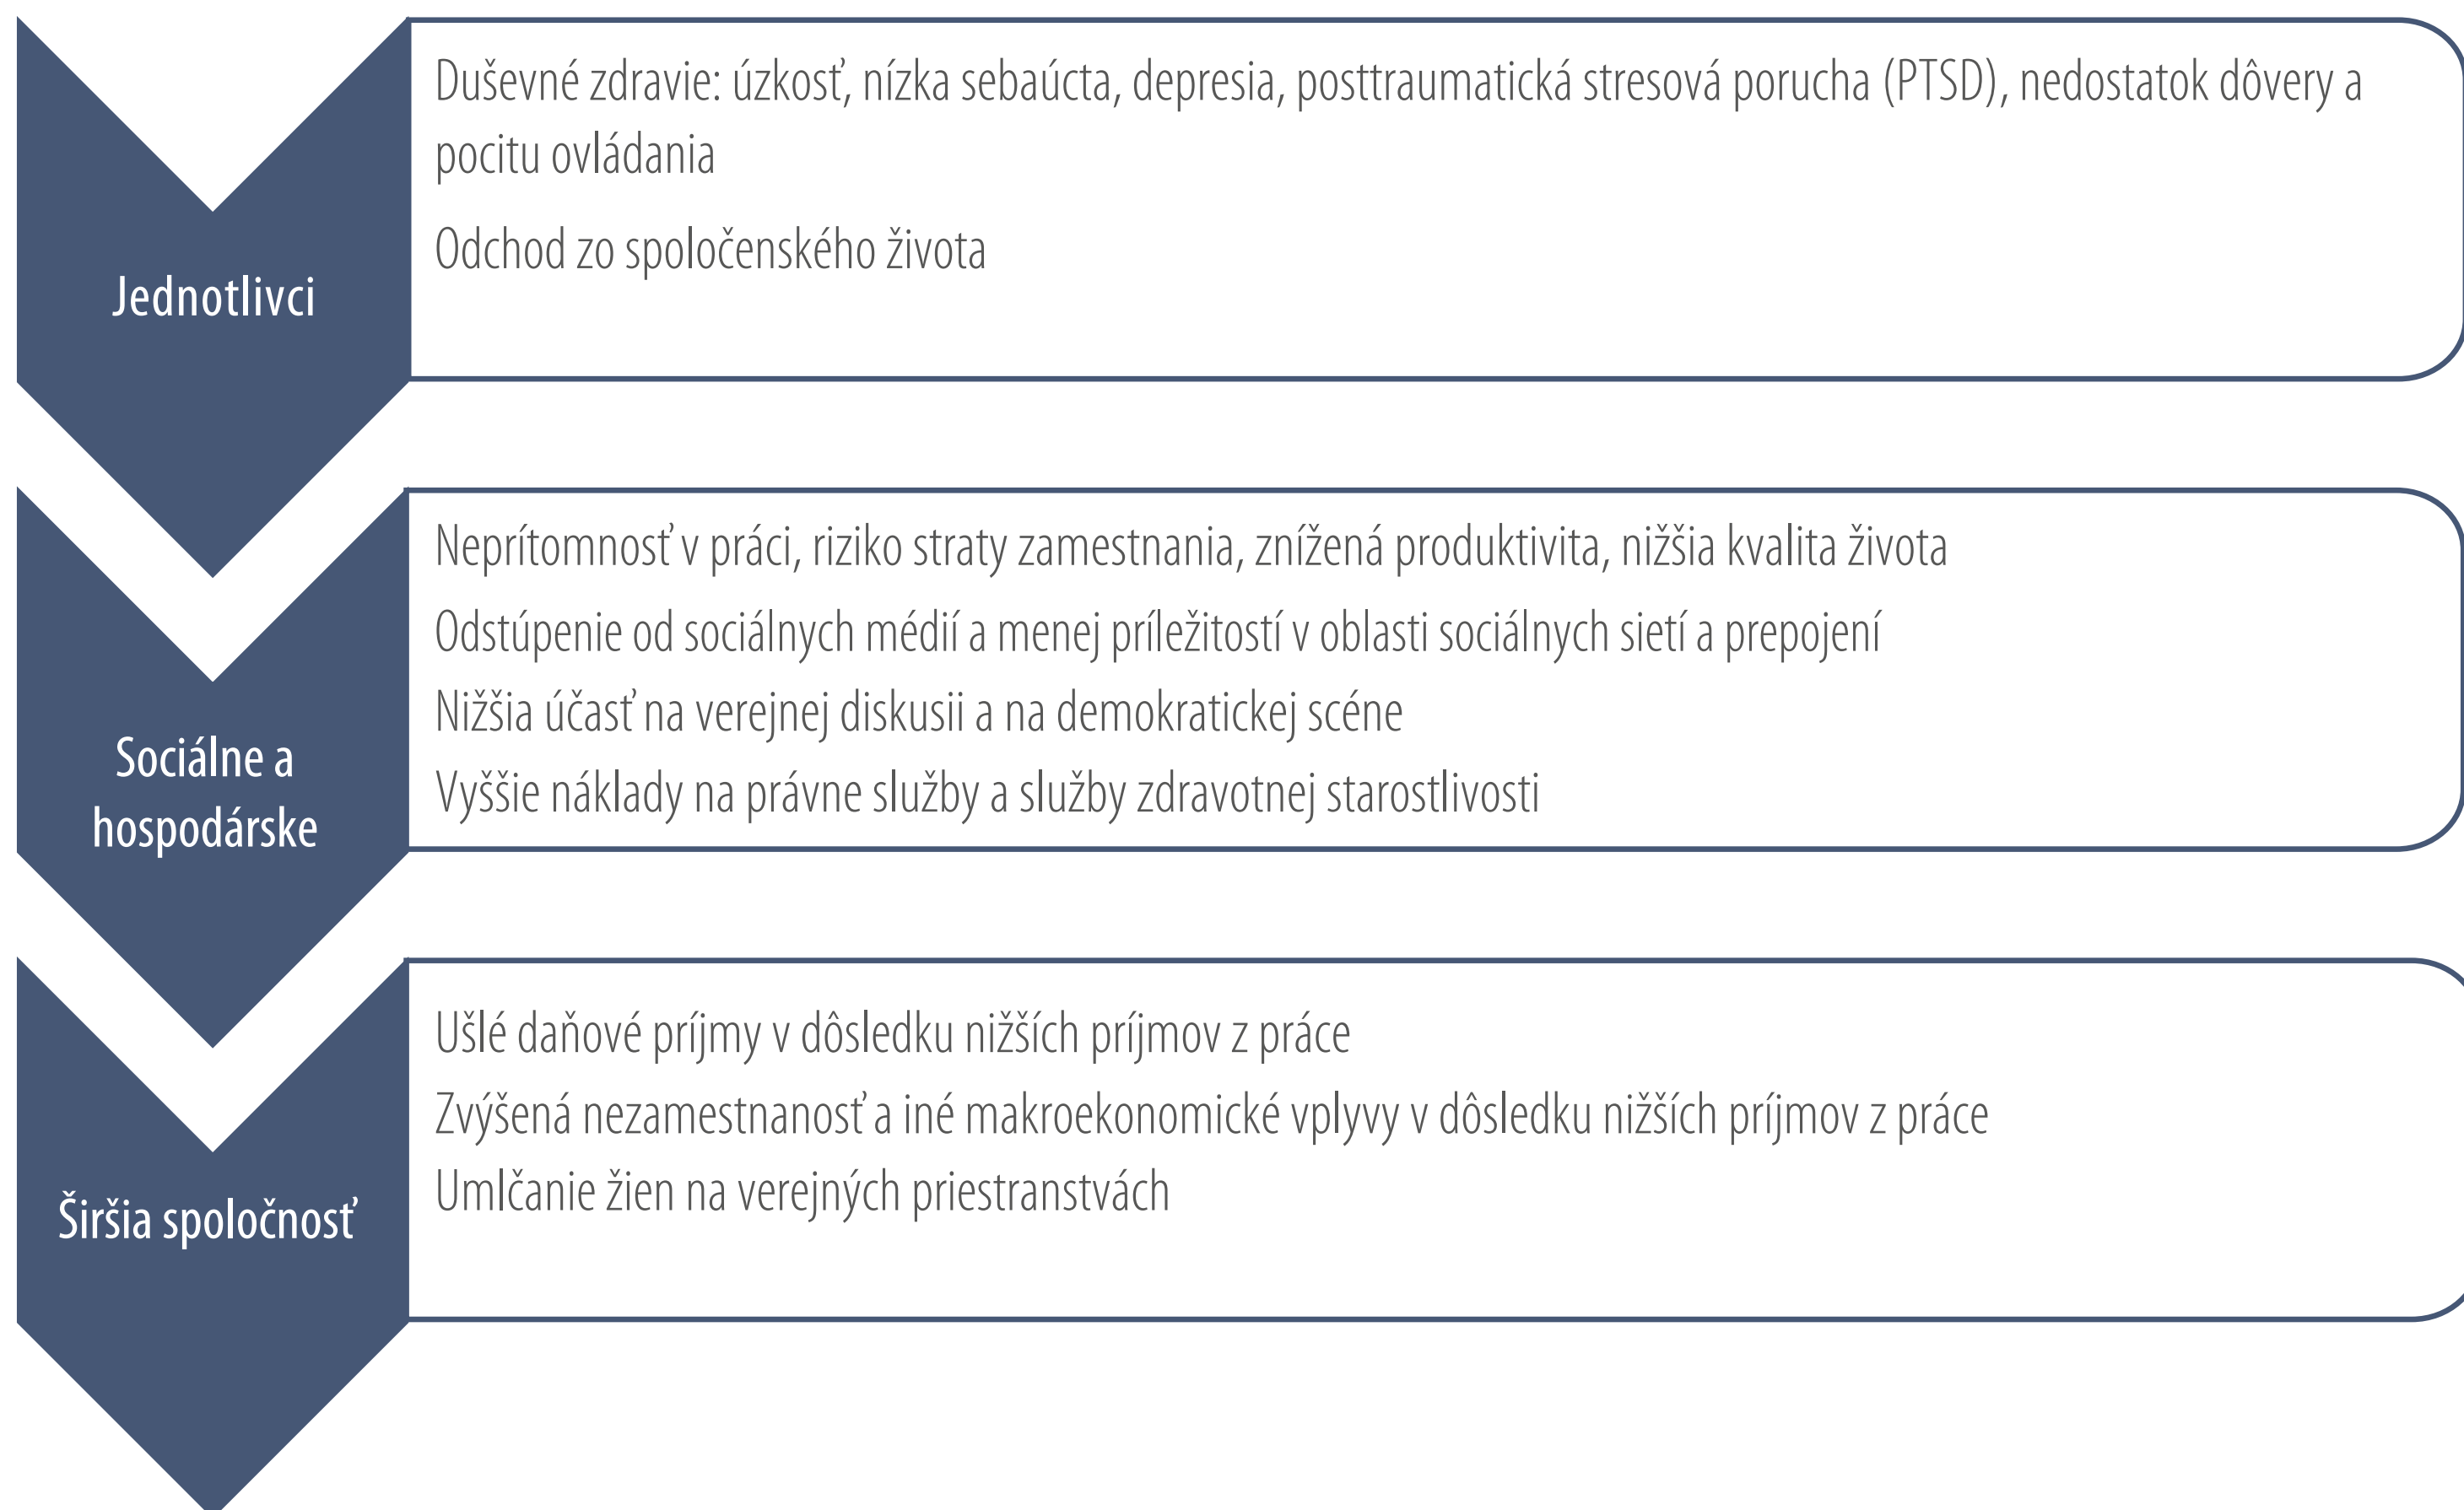 Jednotlivci
Duševné zdravie: úzkosť, nízka sebaúcta, depresia, posttraumatická stresová porucha (PTSD), nedostatok dôvery a
pocitu ovládania
Odchod zo spoločenského života
Sociálne a
hospodárske
Neprítomnosť v práci, riziko straty zamestnania, znížená produktivita, nižšia kvalita života
Odstúpenie od sociálnych médií a menej príležitostí v oblasti sociálnych sietí a prepojení
Nižšia účasť na verejnej diskusii a na demokratickej scéne
Vyššie náklady na právne služby a služby zdravotnej starostlivosti
Širšia spoločnosť
Ušlé daňové príjmy v dôsledku nižších príjmov z práce
Zvýšená nezamestnanosť a iné makroekonomické vplyvy v dôsledku nižších príjmov z práce
Umlčanie žien na verejných priestranstvách